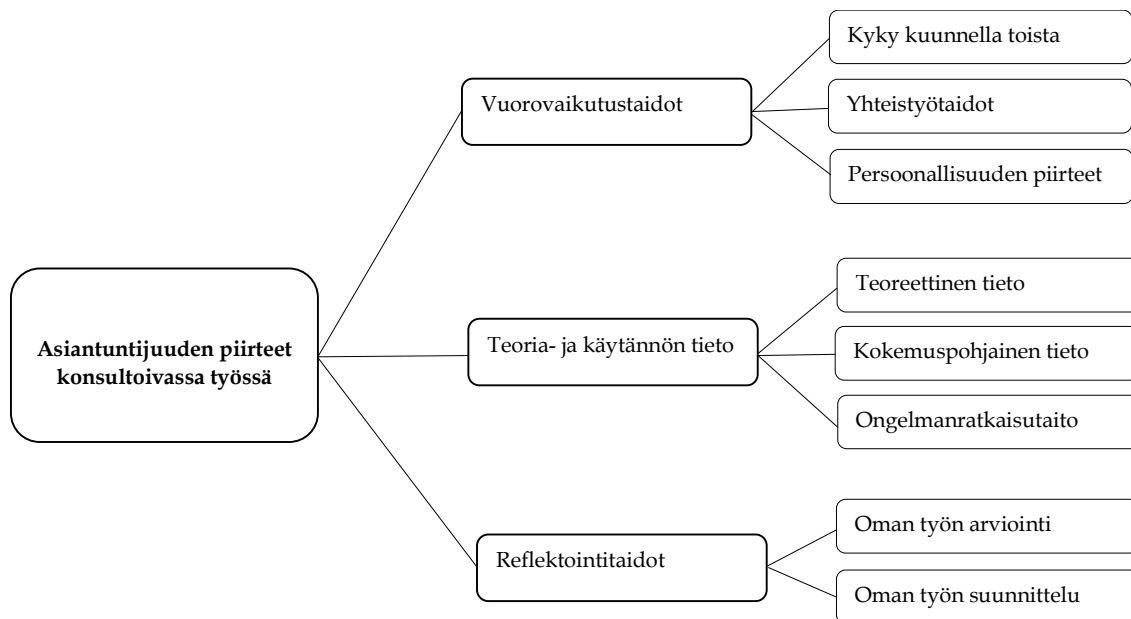 Asiantuntijuuden piirteet
konsultoivassa työssä
Vuorovaikutustaidot
Kyky kuunnella toista
Yhteistyötaidot
Persoonallisuuden piirteet
Teoria- ja käytännön tieto
Teoreettinen tieto
Kokemuspohjainen tieto
Ongelmanratkaisutaito
Reflektointitaidot
Oman työn arviointi
Oman työn suunnittelu